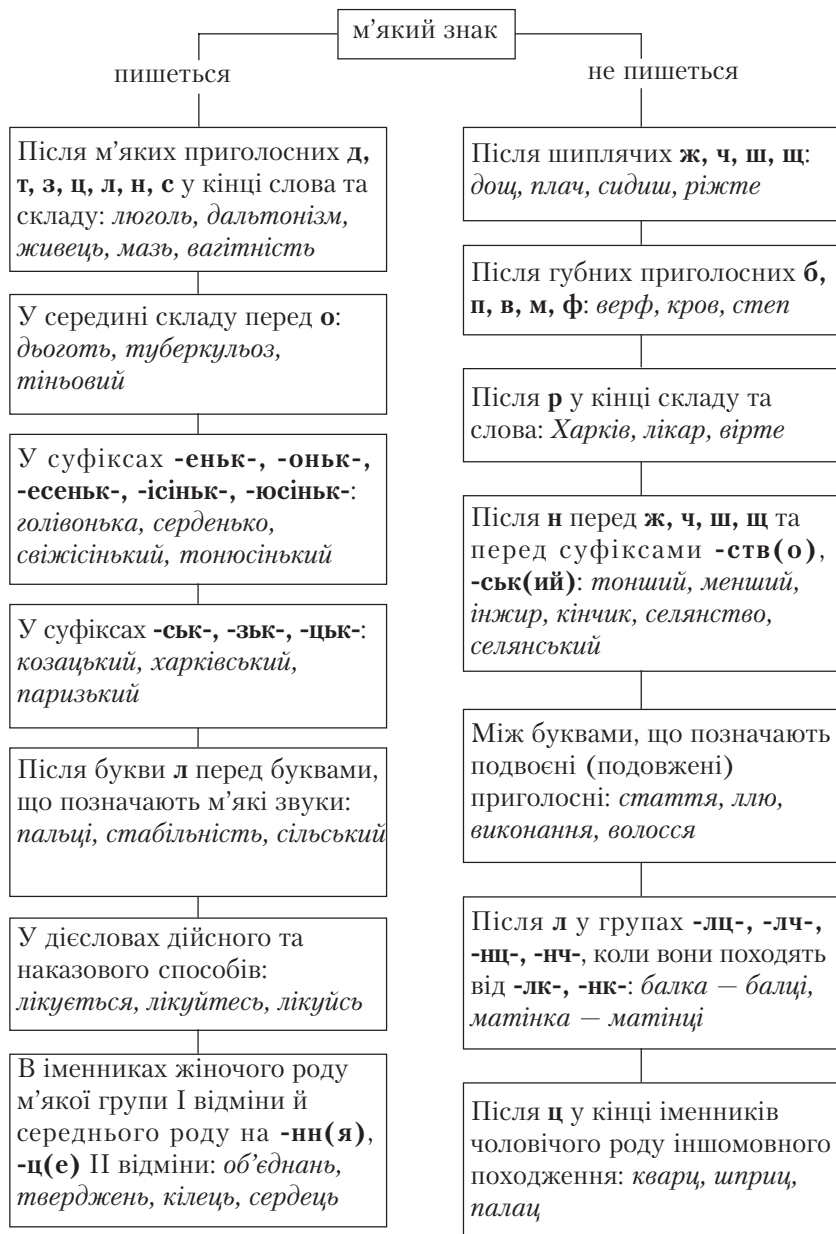 м'який знак
пишеться
Після м'яких приголосних д,
т, з, ц, л, н, с у кінці слова та
складу: люголь, дальтонізм,
живець, мазь, вагітність
У середині складу перед о:
дьоготь, туберкульоз,
тіньовий
У суфіксах -еньк-, -оньк-,
-есеньк-, -ісіньк-, -юсіньк-:
голівонька, серденько,
свіжісінький, тонюсінький
У суфіксах -ськ-, -зьк-, -цьк-:
козацький, харківський,
паризький
Після букви л перед буквами,
що позначають м'які звуки:
пальці, стабільність, сільський
У дієсловах дійсного та
наказового способів:
лікується, лікуйтесь, лікуйсь
В іменниках жіночого роду
м'якої групи І відміни й
середнього роду на -нн(я),
-ц(е) ІІ відміни: об'єднань,
тверджень, кілець, сердець
не пишеться
Після шиплячих ж, ч, ш, щ:
дощ, плач, сидиш, ріжте
Після губних приголосних б,
п, в, м, ф: верф, кров, степ
Після р у кінці складу та
слова: Харків, лікар, вірте
Після н перед ж, ч, ш, щ та
перед суфіксами -ств(о),
-ськ(ий): тонший, менший,
інжир, кінчик, селянство,
селянський
Між буквами, що позначають
подвоєні (подовжені)
приголосні: стаття, ллю,
виконання, волосся
Після л у групах -лц-, -лч-,
-нц-, -нч-, коли вони походять
від -лк-, -нк-: балка — балці,
матінка — матінці
Після ц у кінці іменників
чоловічого роду іншомовного
походження: кварц, шприц,
палац